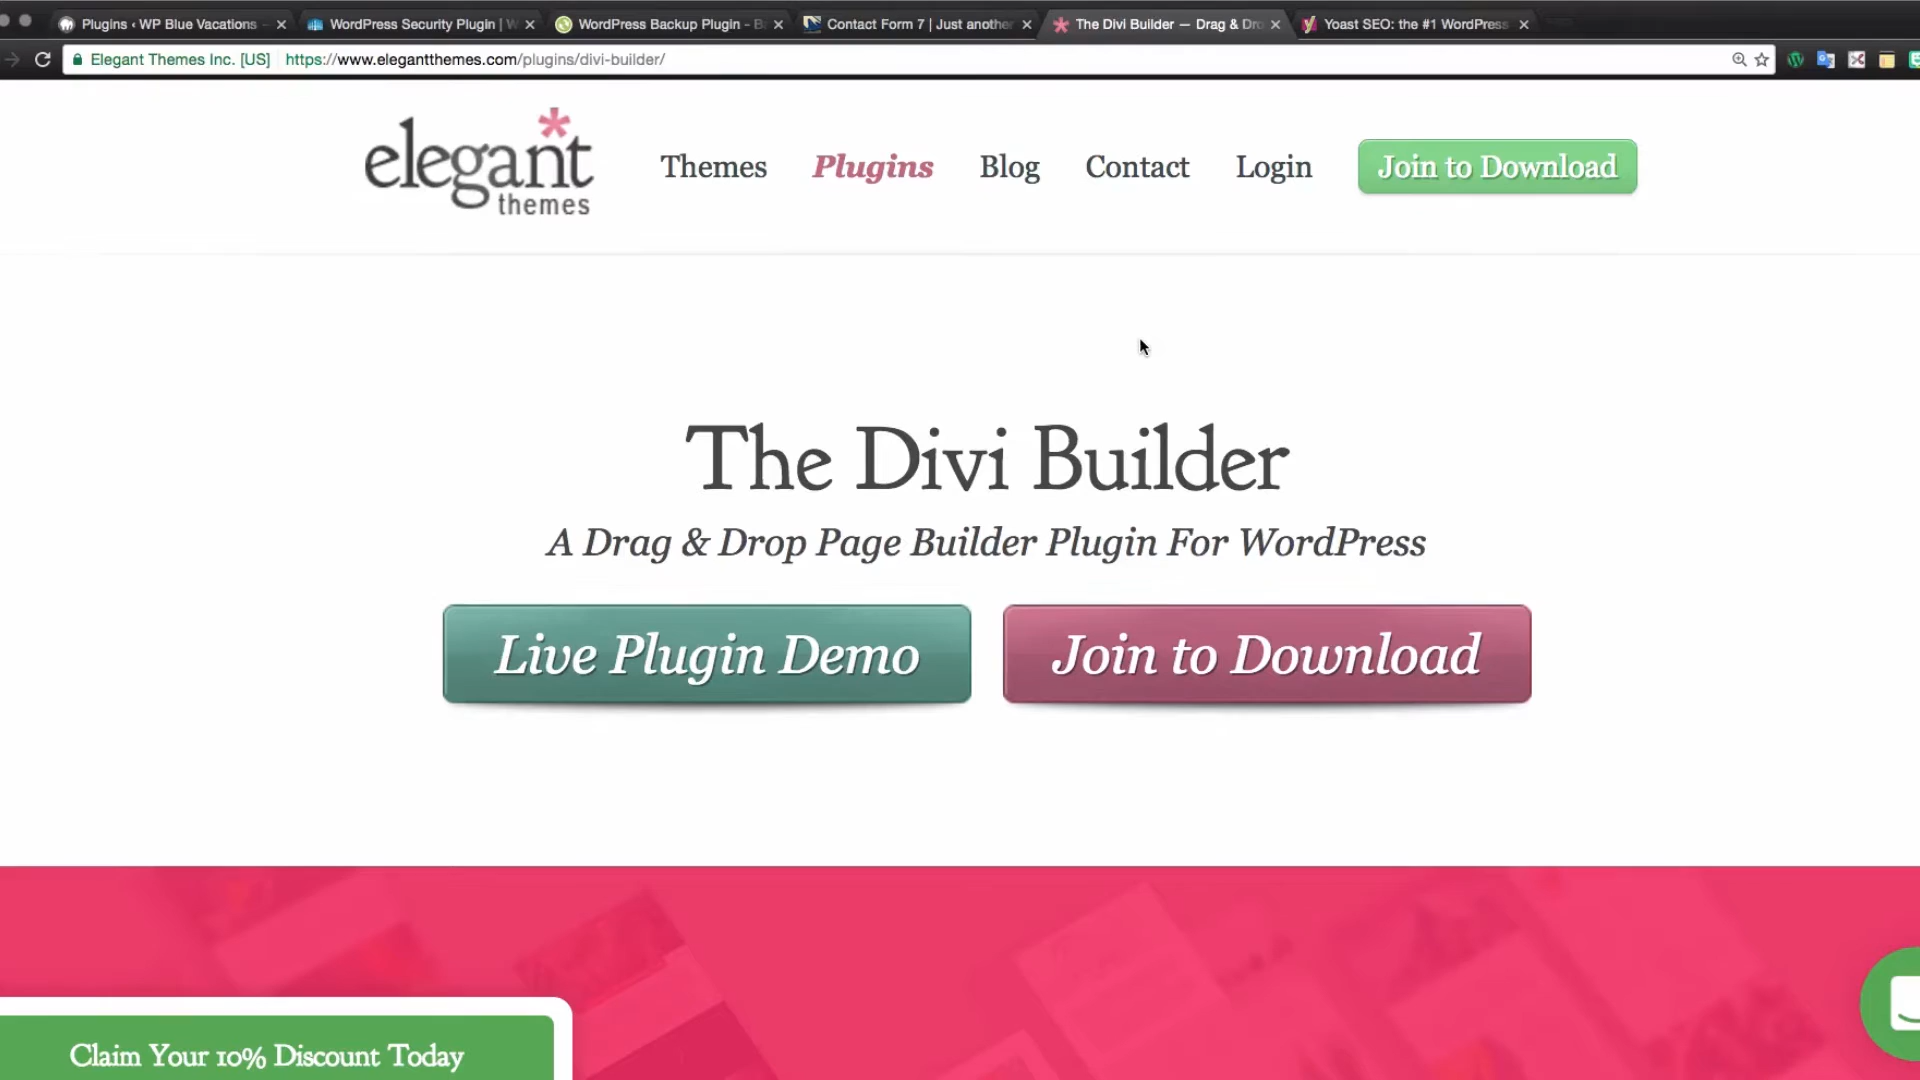 Plugins ‹ WP Blue Vacations
WordPress Security Plugin |
WordPress Backup Plugin -
Contact Form 7 | Just another
The Divi Builder — Drag &
Yoast SEO: the #1 WordPress
Elegant Themes Inc. [US]
https://www.elegantthemes.com/plugins/divi-builder/
elegant
themes
Themes
Plugins
Blog
Contact
Login
Join to Download
The Divi Builder
A Drag & Drop Page Builder Plugin For WordPress
Live Plugin Demo
Join to Download
Claim Your 10% Discount Today